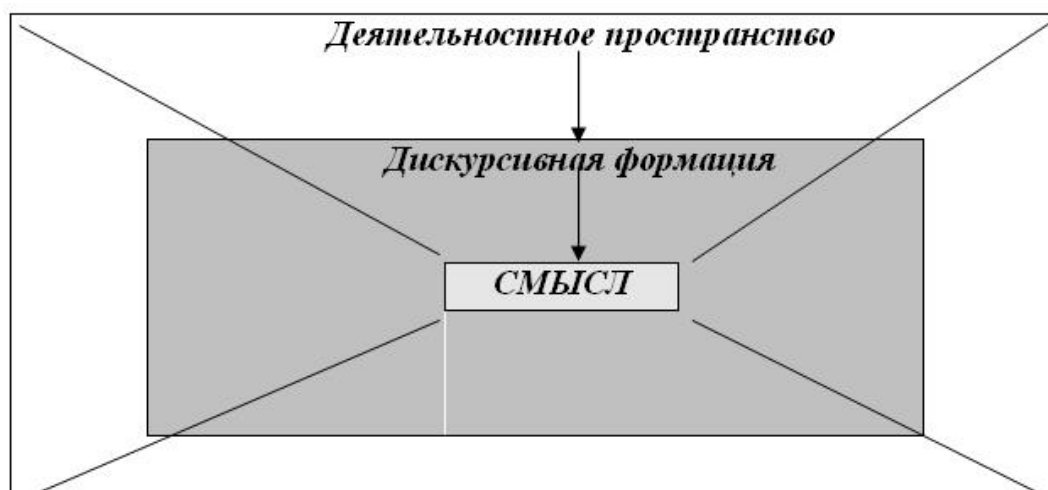 Деятельностное пространство
Дискурсивная формация
СМЫСЛ